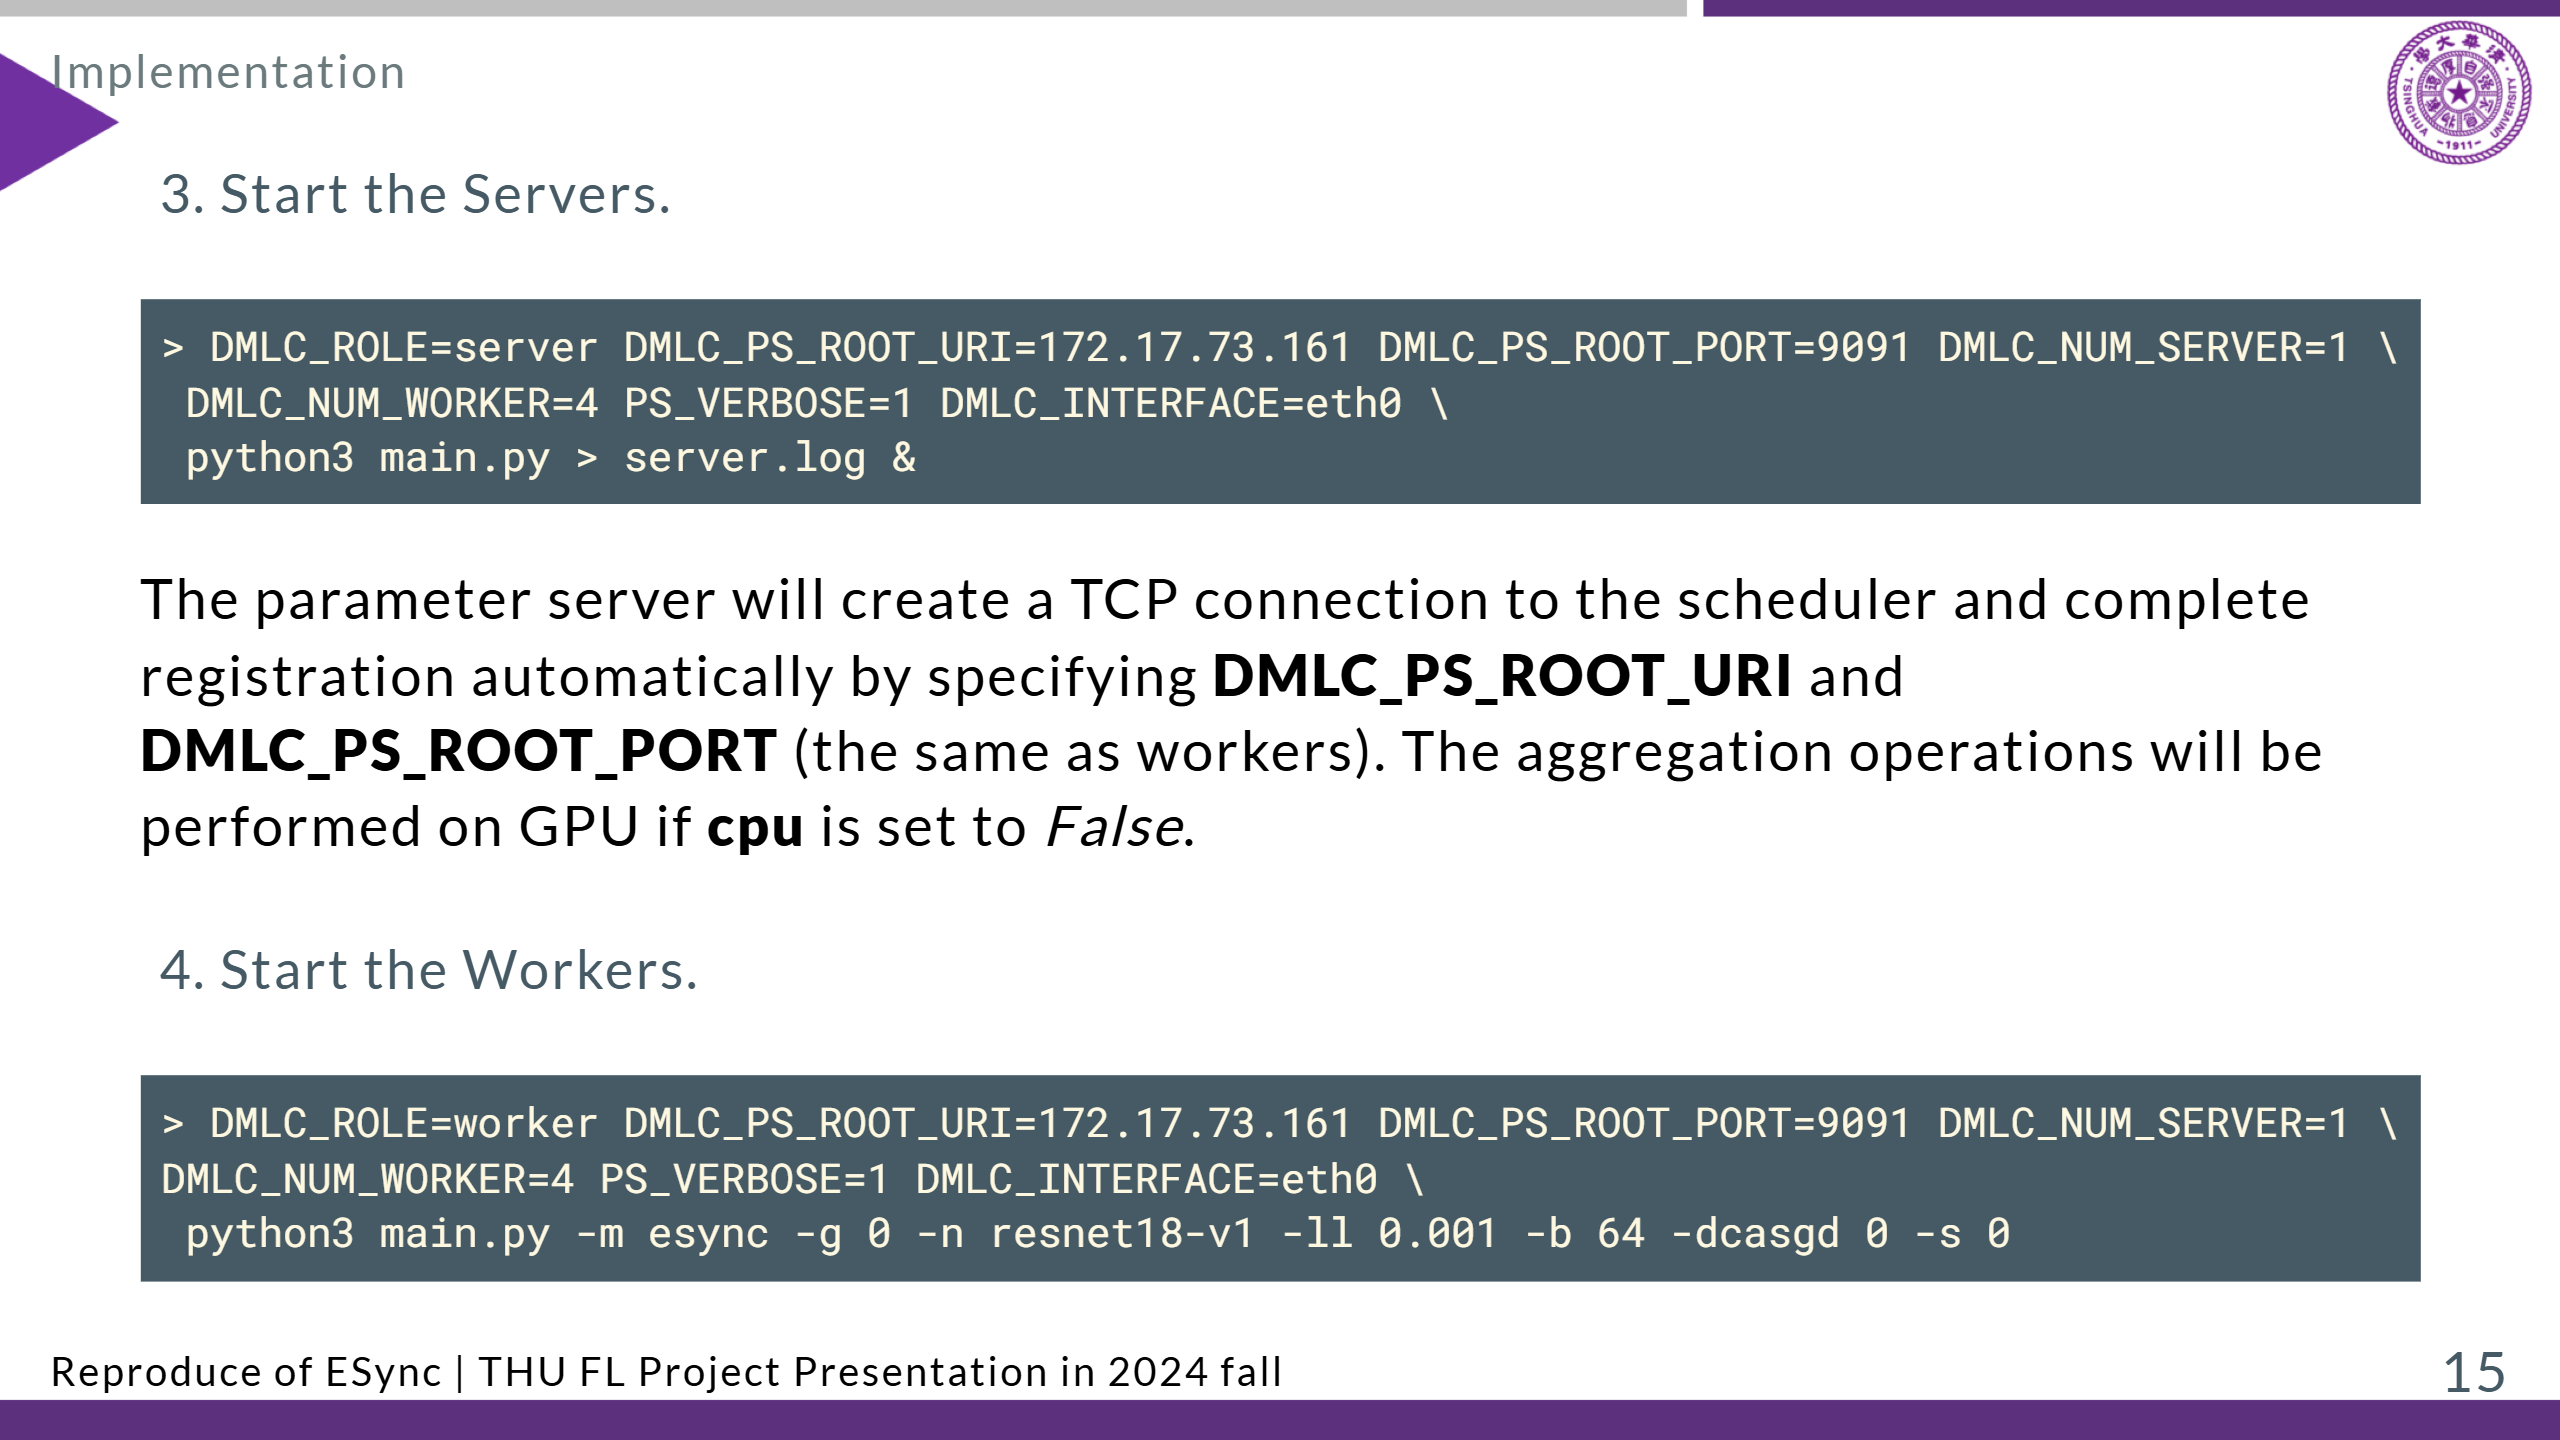 Implementation
3. Start the Servers.
> DMLC_ROLE=server DMLC_PS_ROOT_URI=172.17.73.161 DMLC_PS_ROOT_PORT=9091 DMLC_NUM_SERVER=1 \
DMLC_NUM_WORKER=4 PS_VERBOSE=1 DMLC_INTERFACE=eth0 \
python3 main.py > server.log &
The parameter server will create a TCP connection to the scheduler and complete
registration automatically by specifying DMLC_PS_ROOT_URI and
DMLC_PS_ROOT_PORT (the same as workers). The aggregation operations will be
performed on GPU if cpu is set to False.
4. Start the Workers.
> DMLC_ROLE=worker DMLC_PS_ROOT_URI=172.17.73.161 DMLC_PS_ROOT_PORT=9091 DMLC_NUM_SERVER=1 \
DMLC_NUM_WORKER=4 PS_VERBOSE=1 DMLC_INTERFACE=eth0 \
python3 main.py -m esync -g 0 -n resnet18-v1 -ll 0.001 -b 64 -dcasgd 0 -s 0
Reproduce of ESync | THU FL Project Presentation in 2024 fall
15
TSINGHUA UNIVERSITY
-1911-